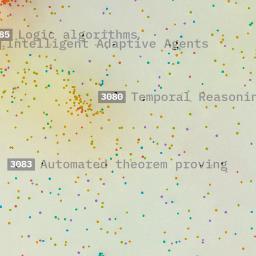 85 Logic algorithms,
Intelligent Adaptive Agents
3080 Temporal Reasonin
3083 Automated theorem proving